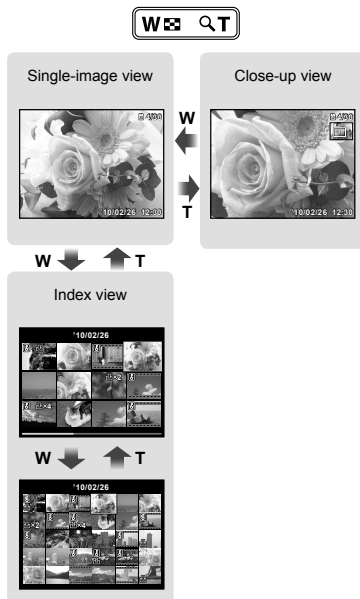 W T
Single-image view
Close-up view
4/30
4/30
W
T
'10/02/26 12:30
'10/02/26 12:30
W T
Index view
'10/02/26
×4
×2
×4
W T
'10/02/26
×2
×4